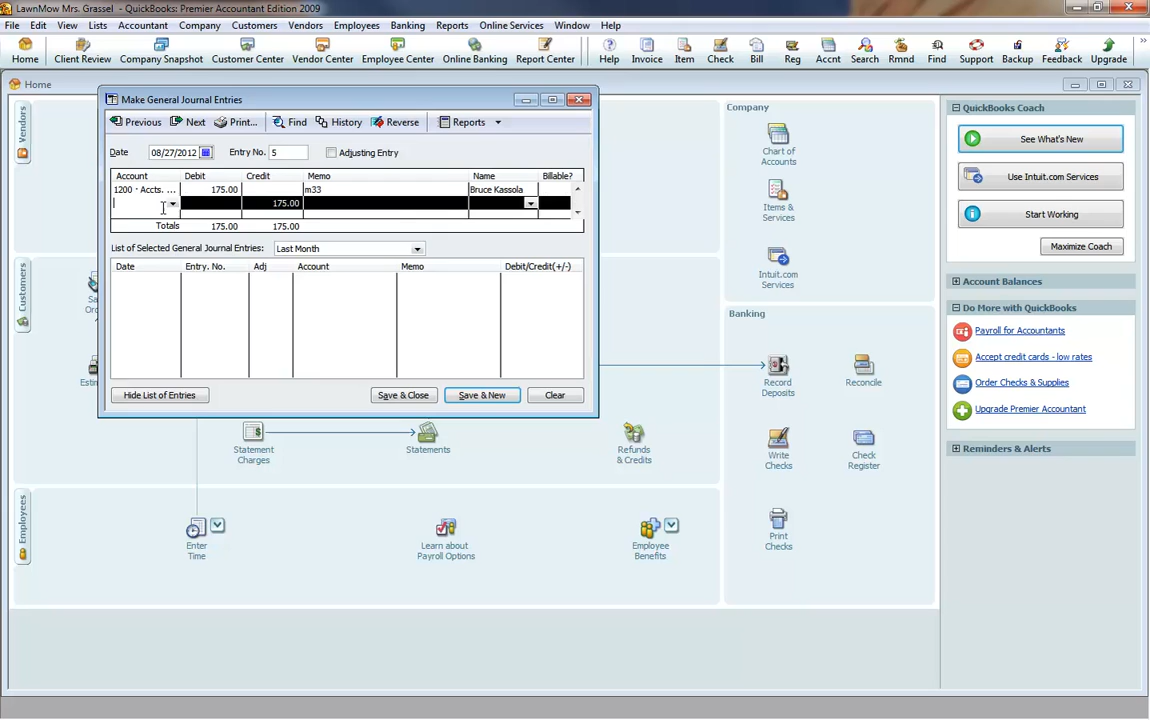 LawnMow Mrs. Grassel - QuickBooks: Premier Accountant Edition 2009
File Edit View Lists Accountant Company Customers Vendors Employees Banking Reports Online Services Window Help
Home Client Review Company Snapshot Customer Center Vendor Center Employee Center Online Banking Report Center Help Invoice Item Check Bill Reg Accnt Search Rmnd Find Support Backup Feedback Upgrade
Home
Make General Journal Entries
Previous Next Print... Find History Reverse Reports
Date 08/27/2012 Entry No. 5 Adjusting Entry
Account Debit Credit Memo Name Billable?
1200 · Accts. ... 175.00 m33 Bruce Kassola
175.00
Totals 175.00 175.00
List of Selected General Journal Entries: Last Month
Date Entry. No. Adj Account Memo Debit/Credit(+/-)
Hide List of Entries Save & Close Save & New Clear
Vendors
Customers
Employees
Sa
Or
Estim
Statement
Charges
Statements
Refunds
& Credits
Enter
Time
Learn about
Payroll Options
Employee
Benefits
Company
Chart of
Accounts
Items &
Services
Intuit.com
Services
Banking
Record
Deposits
Reconcile
Write
Checks
Check
Register
Print
Checks
QuickBooks Coach
See What's New
Use Intuit.com Services
Start Working
Maximize Coach
Account Balances
Do More with QuickBooks
Payroll for Accountants
Accept credit cards - low rates
Order Checks & Supplies
Upgrade Premier Accountant
Reminders & Alerts